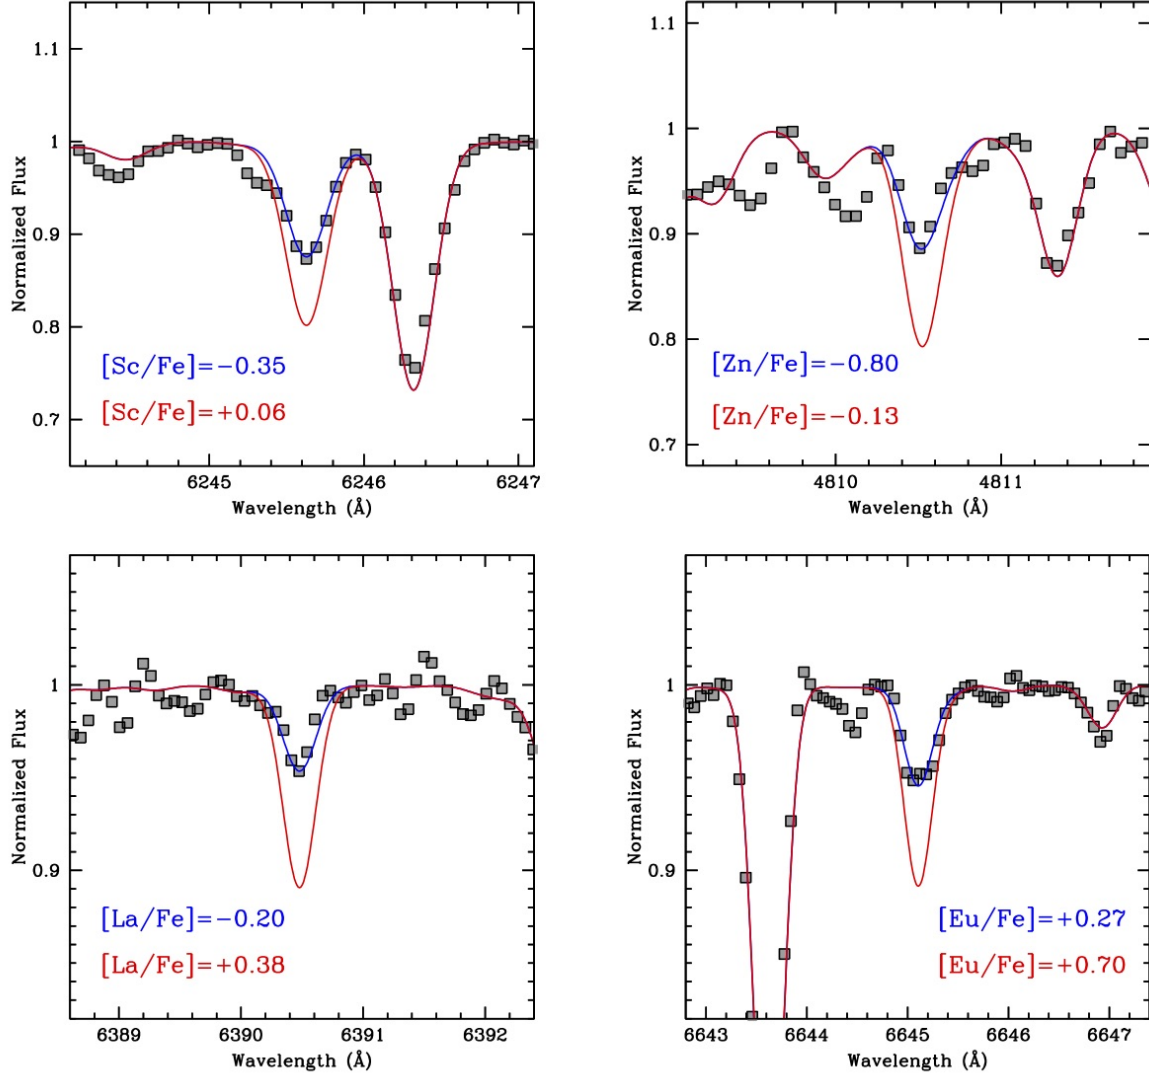 1.1
1
0.9
0.8
0.7
Normalized Flux
[Sc/Fe]=−0.35
[Sc/Fe]=+0.06
6245
6246
6247
Wavelength (Å)
1.1
1
0.9
0.8
0.7
Normalized Flux
[Zn/Fe]=−0.80
[Zn/Fe]=−0.13
4810
4811
Wavelength (Å)
1
0.9
Normalized Flux
[La/Fe]=−0.20
[La/Fe]=+0.38
6389
6390
6391
6392
Wavelength (Å)
1
0.9
Normalized Flux
[Eu/Fe]=+0.27
[Eu/Fe]=+0.70
6643
6644
6645
6646
6647
Wavelength (Å)